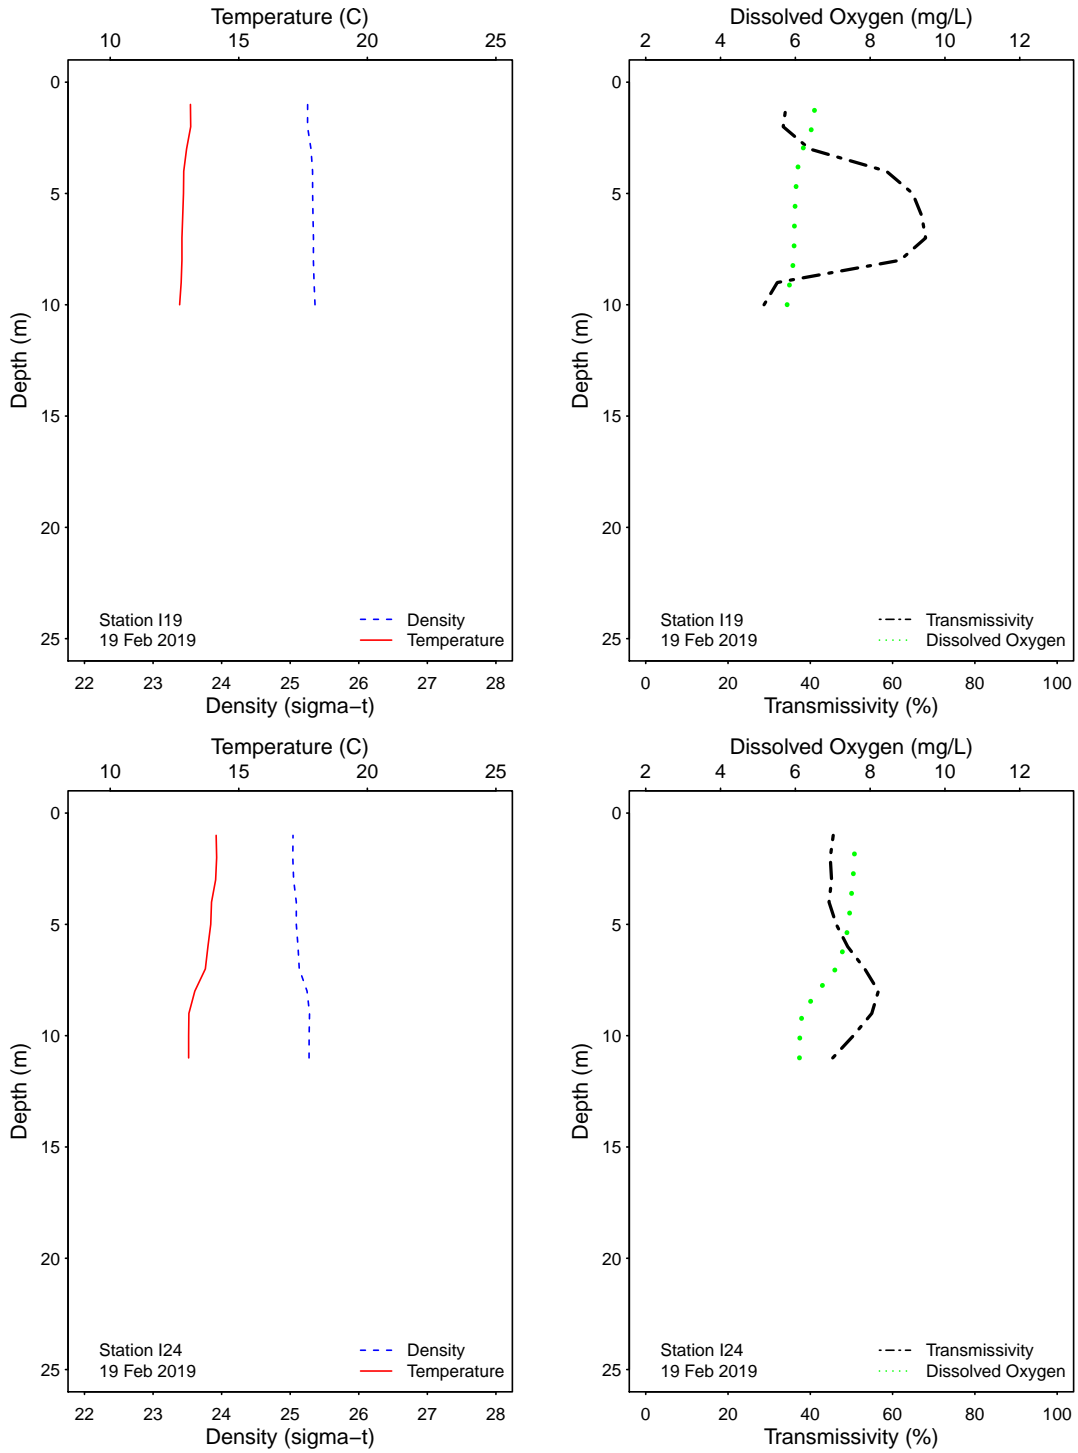 Temperature (C)
10 15 20 25
0
5
10
15
20
25
Depth (m)
Station I19
19 Feb 2019
Density
Temperature
22 23 24 25 26 27 28
Density (sigma−t)
Dissolved Oxygen (mg/L)
2 4 6 8 10 12
0
5
10
15
20
25
Depth (m)
Station I19
19 Feb 2019
Transmissivity
Dissolved Oxygen
0 20 40 60 80 100
Transmissivity (%)
Temperature (C)
10 15 20 25
0
5
10
15
20
25
Depth (m)
Station I24
19 Feb 2019
Density
Temperature
22 23 24 25 26 27 28
Density (sigma−t)
Dissolved Oxygen (mg/L)
2 4 6 8 10 12
0
5
10
15
20
25
Depth (m)
Station I24
19 Feb 2019
Transmissivity
Dissolved Oxygen
0 20 40 60 80 100
Transmissivity (%)